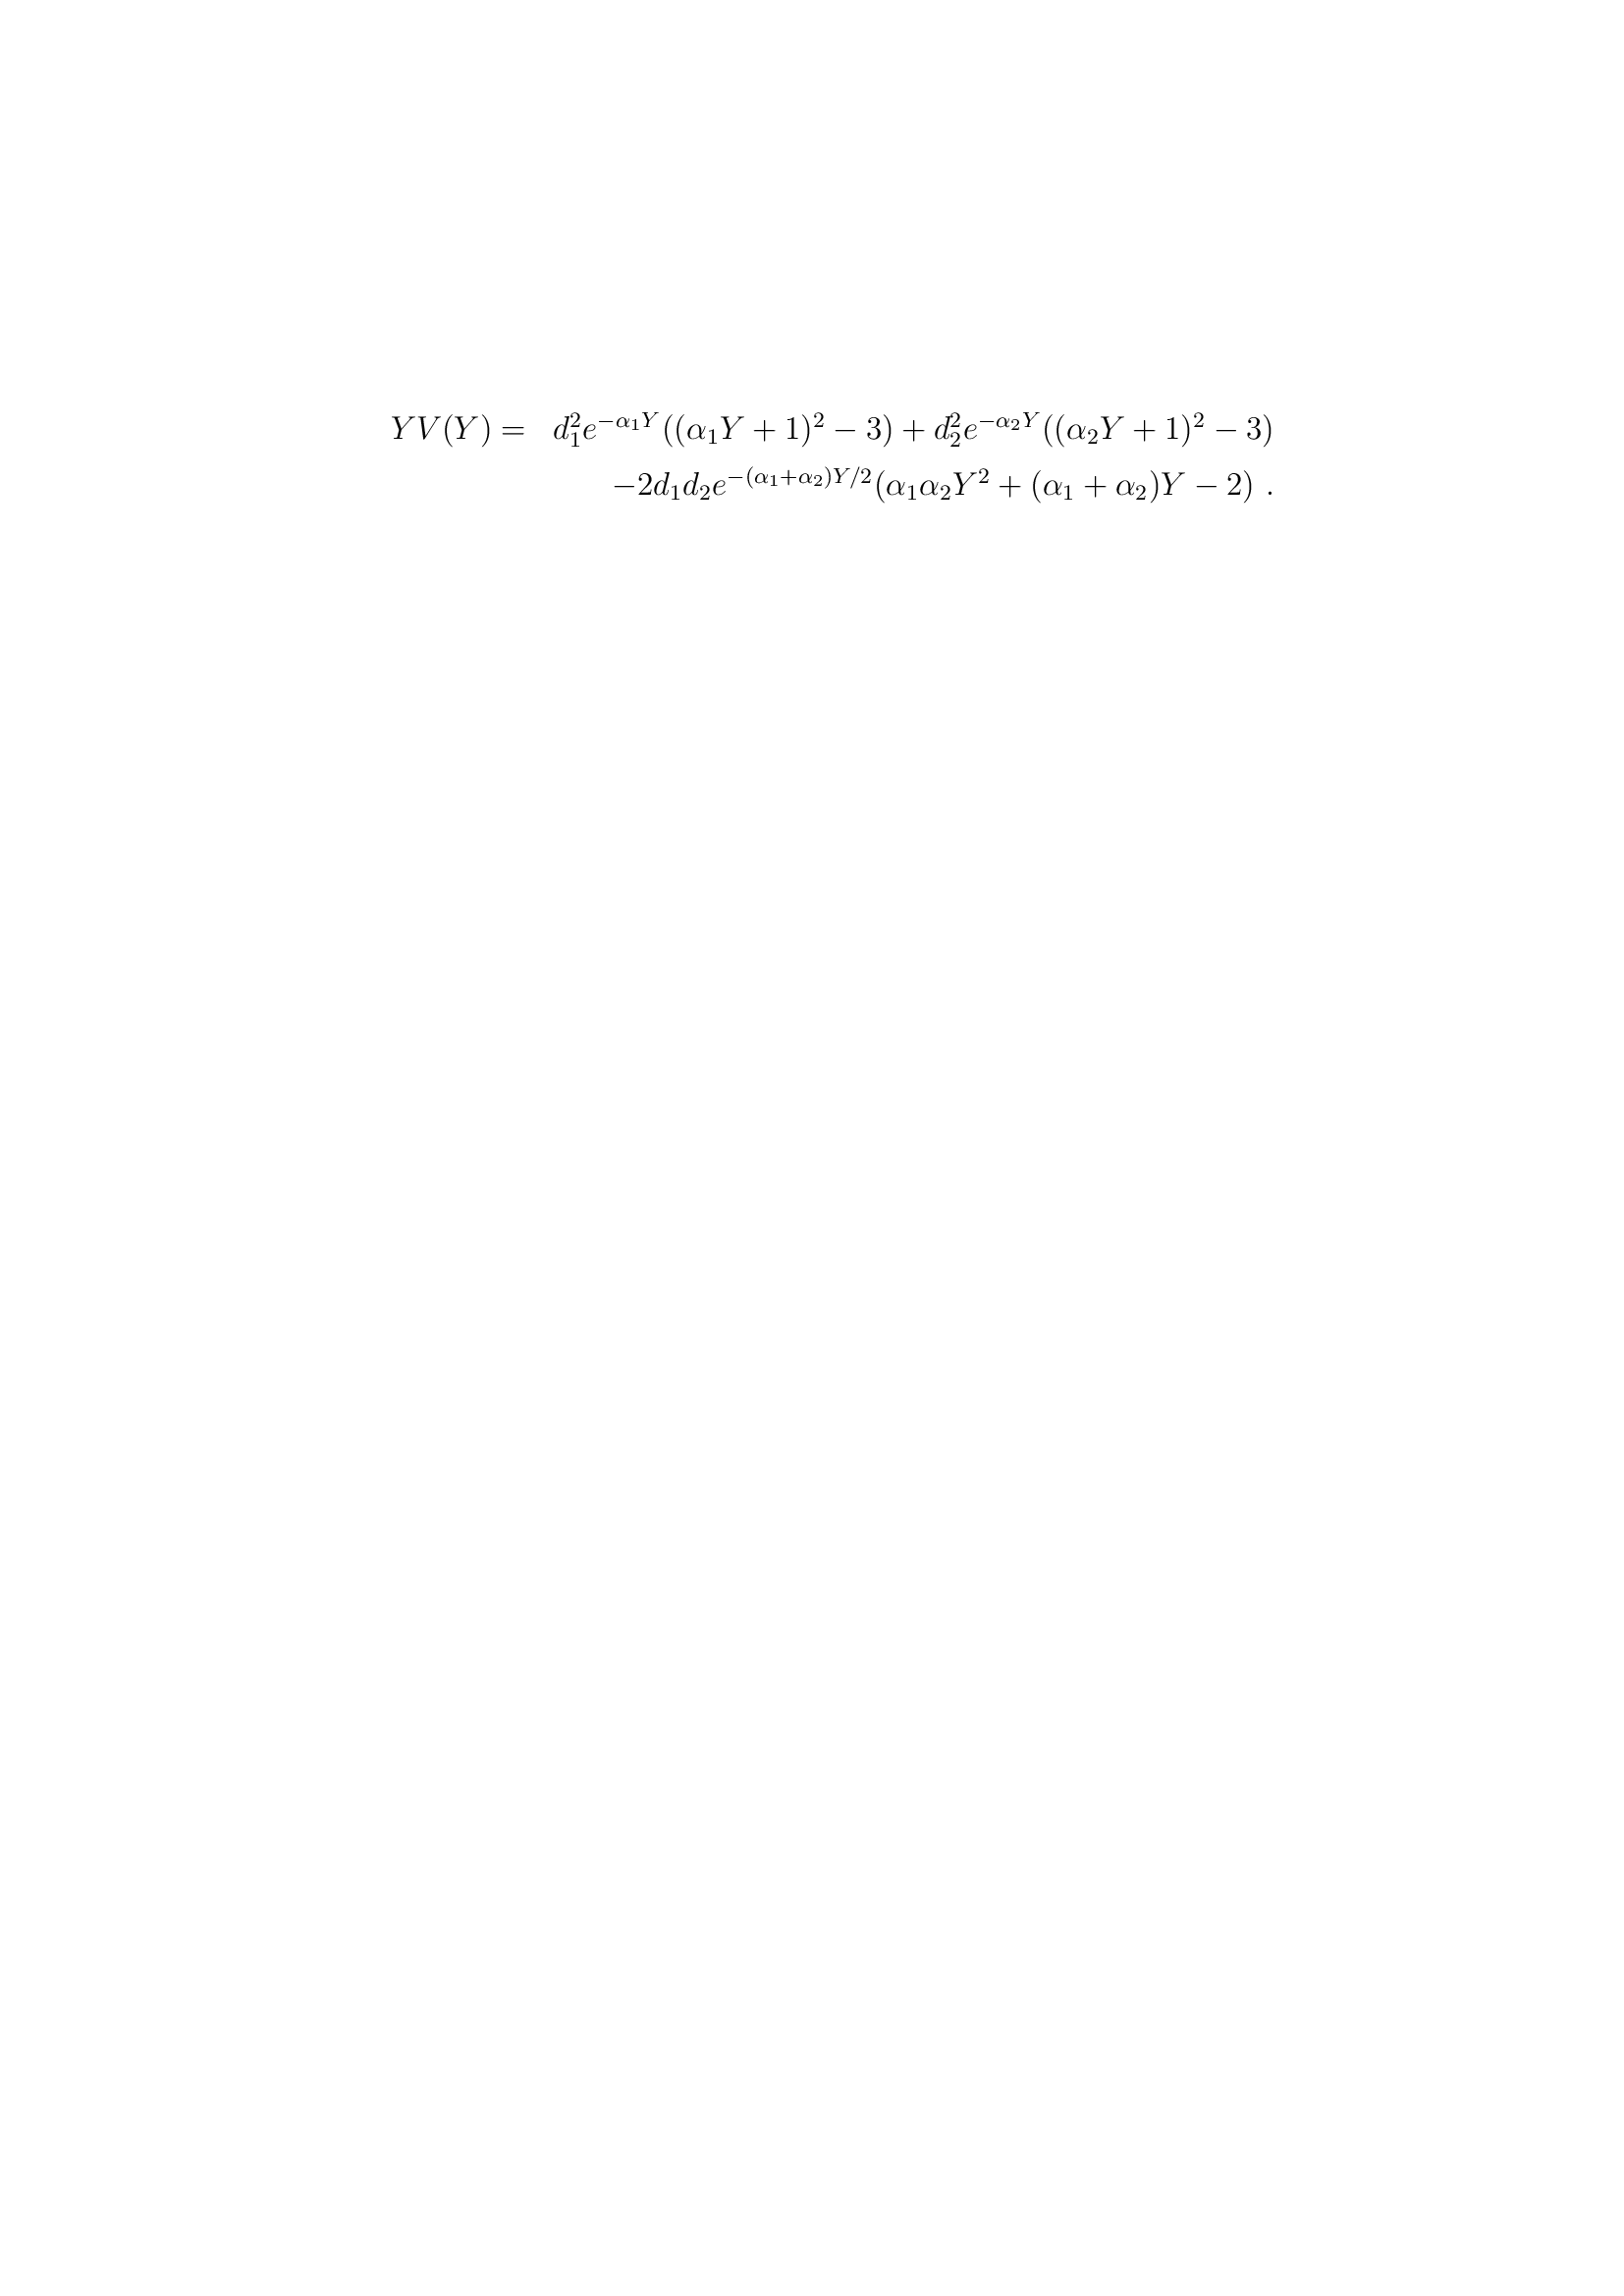 $YV(Y) = \quad d_1^2 e^{-\alpha_1 Y}((\alpha_1 Y + 1)^2 - 3) + d_2^2 e^{-\alpha_2 Y}((\alpha_2 Y + 1)^2 - 3)$
$-2d_1 d_2 e^{-(\alpha_1+\alpha_2)Y/2}(\alpha_1\alpha_2 Y^2 + (\alpha_1 + \alpha_2)Y - 2) \ .$